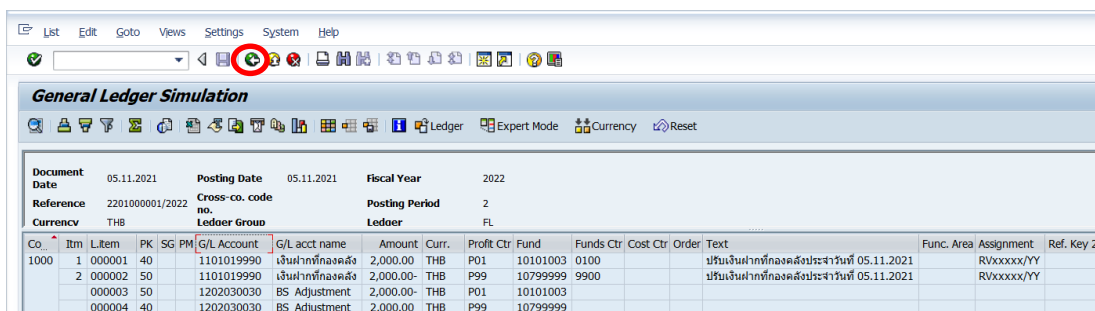 List Edit Goto Views Settings System Help
General Ledger Simulation
Ledger Expert Mode Currency Reset
Document Date 05.11.2021 Posting Date 05.11.2021 Fiscal Year 2022
Reference 2201000001/2022 Cross-co. code no. Posting Period 2
Currency THB Ledger Group Ledger FL
Co... Itm L.item PK SG PM G/L Account G/L acct name Amount Curr. Profit Ctr Fund Funds Ctr Cost Ctr Order Text Func. Area Assignment Ref. Key 2
1000 1 000001 40 1101019990 เงินฝากที่กองคลัง 2,000.00 THB P01 10101003 0100 ปรับเงินฝากที่กองคลังประจำวันที่ 05.11.2021 RVxxxxx/YY
2 000002 50 1101019990 เงินฝากที่กองคลัง 2,000.00- THB P99 10799999 9900 ปรับเงินฝากที่กองคลังประจำวันที่ 05.11.2021 RVxxxxx/YY
000003 50 1202030030 BS Adjustment 2,000.00- THB P01 10101003
000004 40 1202030030 BS Adjustment 2,000.00 THB P99 10799999